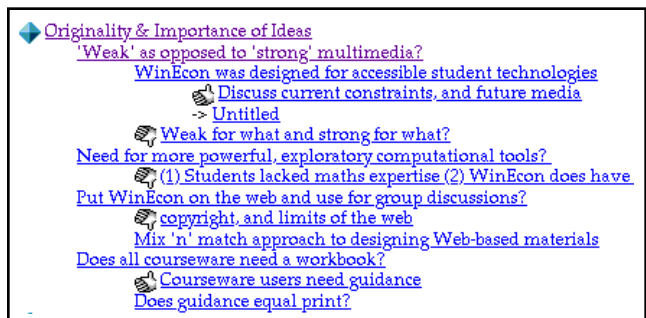 Originality & Importance of Ideas
'Weak' as opposed to 'strong' multimedia?
WinEcon was designed for accessible student technologies
Discuss current constraints, and future media
-> Untitled
Weak for what and strong for what?
Need for more powerful, exploratory computational tools?
(1) Students lacked maths expertise (2) WinEcon does have
Put WinEcon on the web and use for group discussions?
copyright, and limits of the web
Mix 'n' match approach to designing Web-based materials
Does all courseware need a workbook?
Courseware users need guidance
Does guidance equal print?